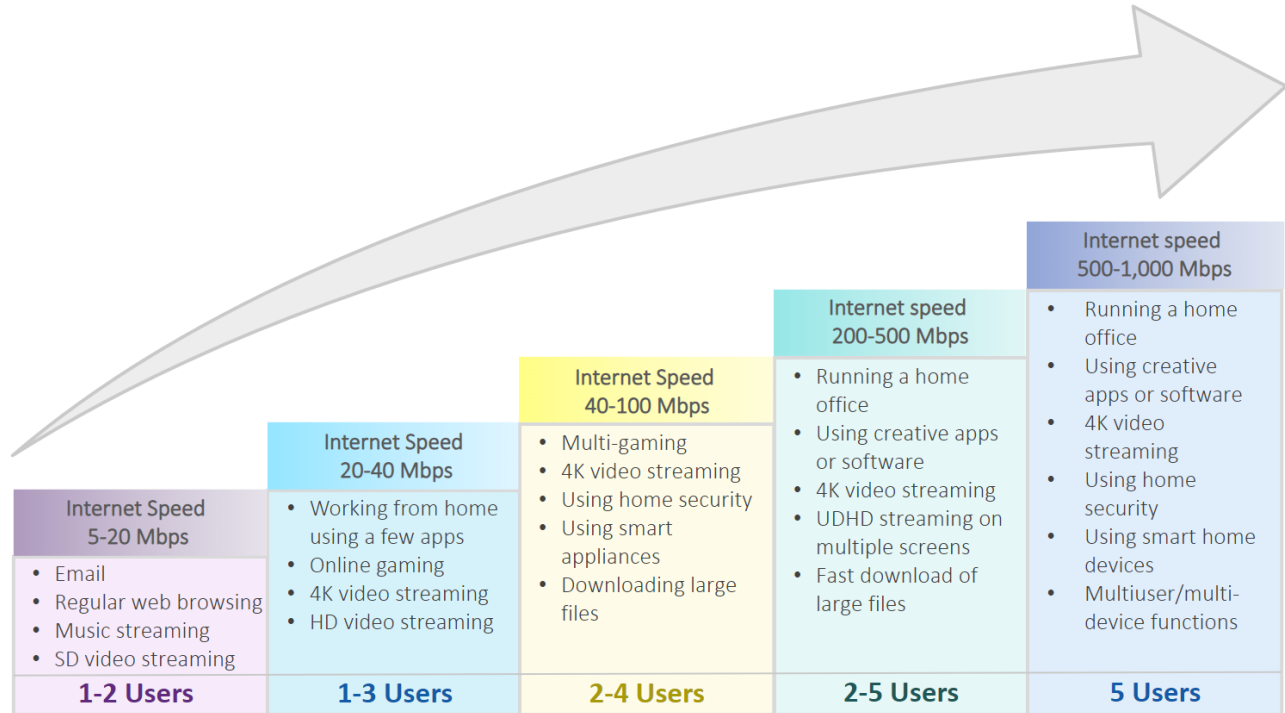 Internet Speed
5-20 Mbps
• Email
• Regular web browsing
• Music streaming
• SD video streaming
1-2 Users
Internet Speed
20-40 Mbps
• Working from home
using a few apps
• Online gaming
• 4K video streaming
• HD video streaming
1-3 Users
Internet Speed
40-100 Mbps
• Multi-gaming
• 4K video streaming
• Using home security
• Using smart
appliances
• Downloading large
files
2-4 Users
Internet speed
200-500 Mbps
• Running a home
office
• Using creative apps
or software
• 4K video streaming
• UDHD streaming on
multiple screens
• Fast download of
large files
2-5 Users
Internet speed
500-1,000 Mbps
• Running a home
office
• Using creative
apps or software
• 4K video
streaming
• Using home
security
• Using smart home
devices
• Multiuser/multi-
device functions
5 Users